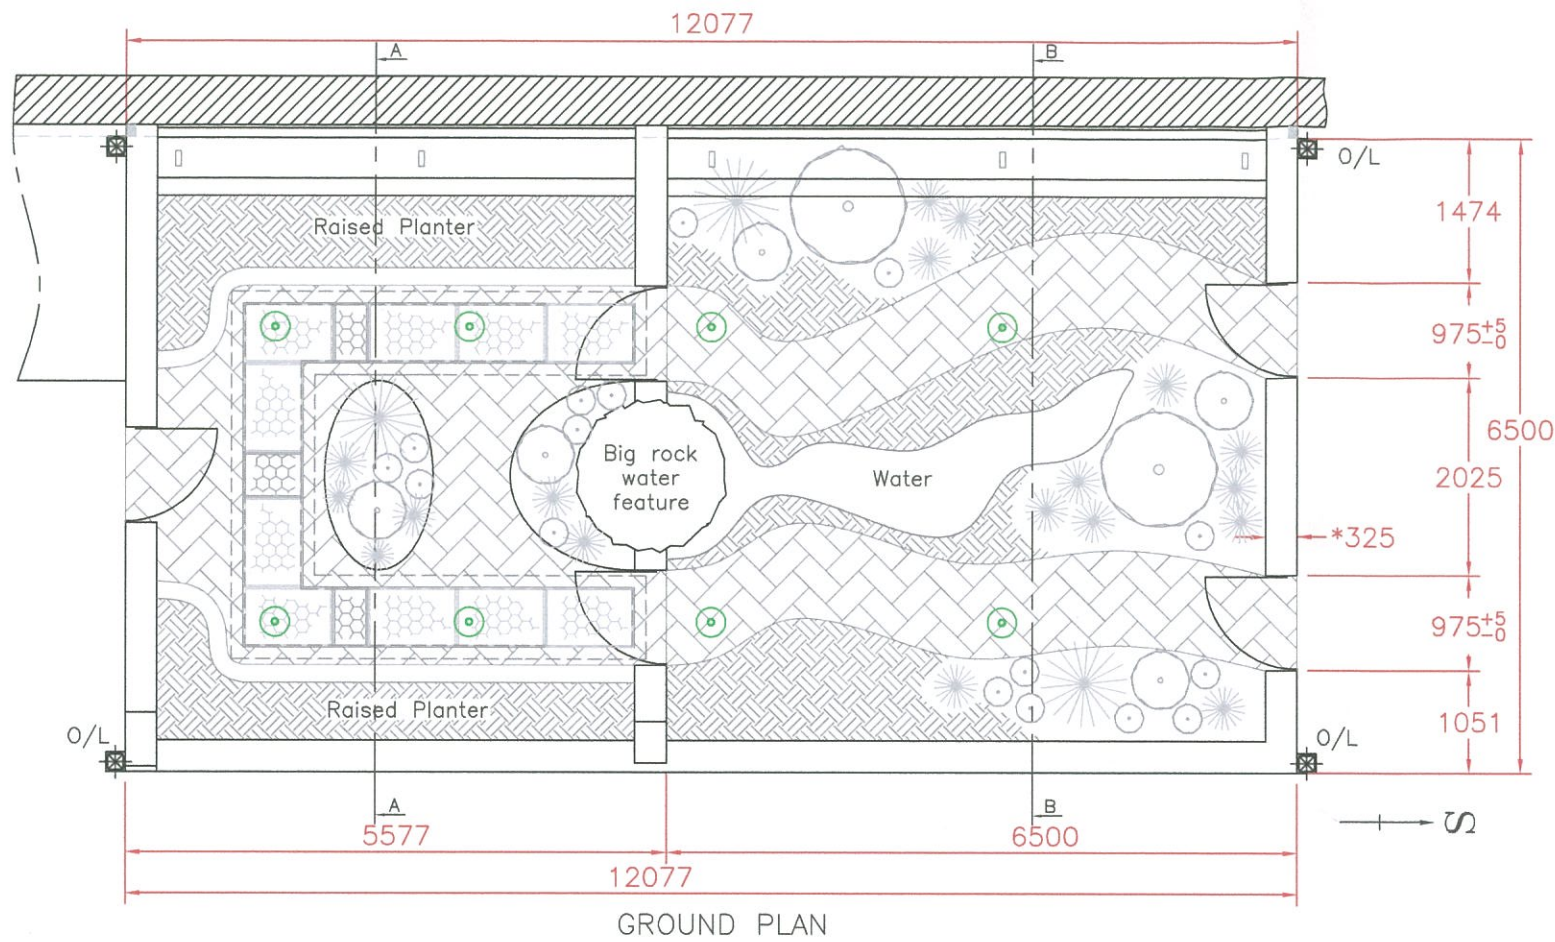 12077
A
B
O/L
Raised Planter
1474
975+5-0
6500
Big rock
water
feature
Water
2025
*325
975+5-0
Raised Planter
1051
O/L
O/L
A
B
S
5577
6500
12077
GROUND PLAN